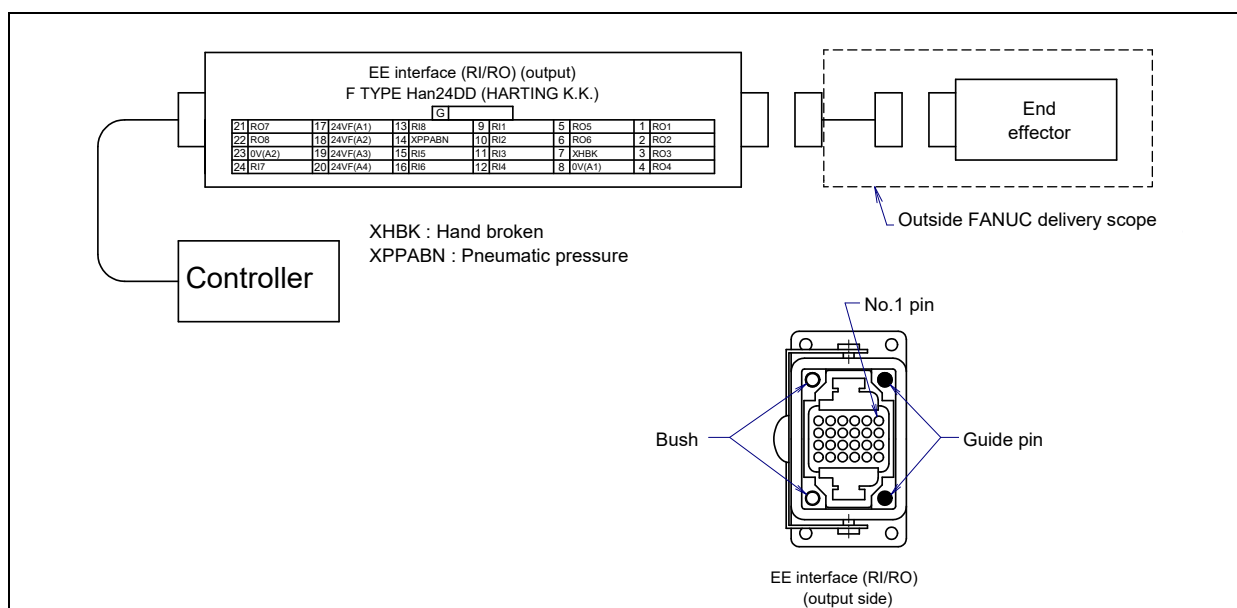 EE interface (RI/RO) (output)
F TYPE Han24DD (HARTING K.K.)
G
21 RO7 17 24VF(A1) 13 RI8 9 RI1 5 RO5 1 RO1
22 RO8 18 24VF(A2) 14 XPPABN 10 RI2 6 RO6 2 RO2
23 0V(A2) 19 24VF(A3) 15 RI5 11 RI3 7 XHBK 3 RO3
24 RI7 20 24VF(A4) 16 RI6 12 RI4 8 0V(A1) 4 RO4
End
effector
Outside FANUC delivery scope
XHBK : Hand broken
XPPABN : Pneumatic pressure
Controller
No.1 pin
Bush
Guide pin
EE interface (RI/RO)
(output side)